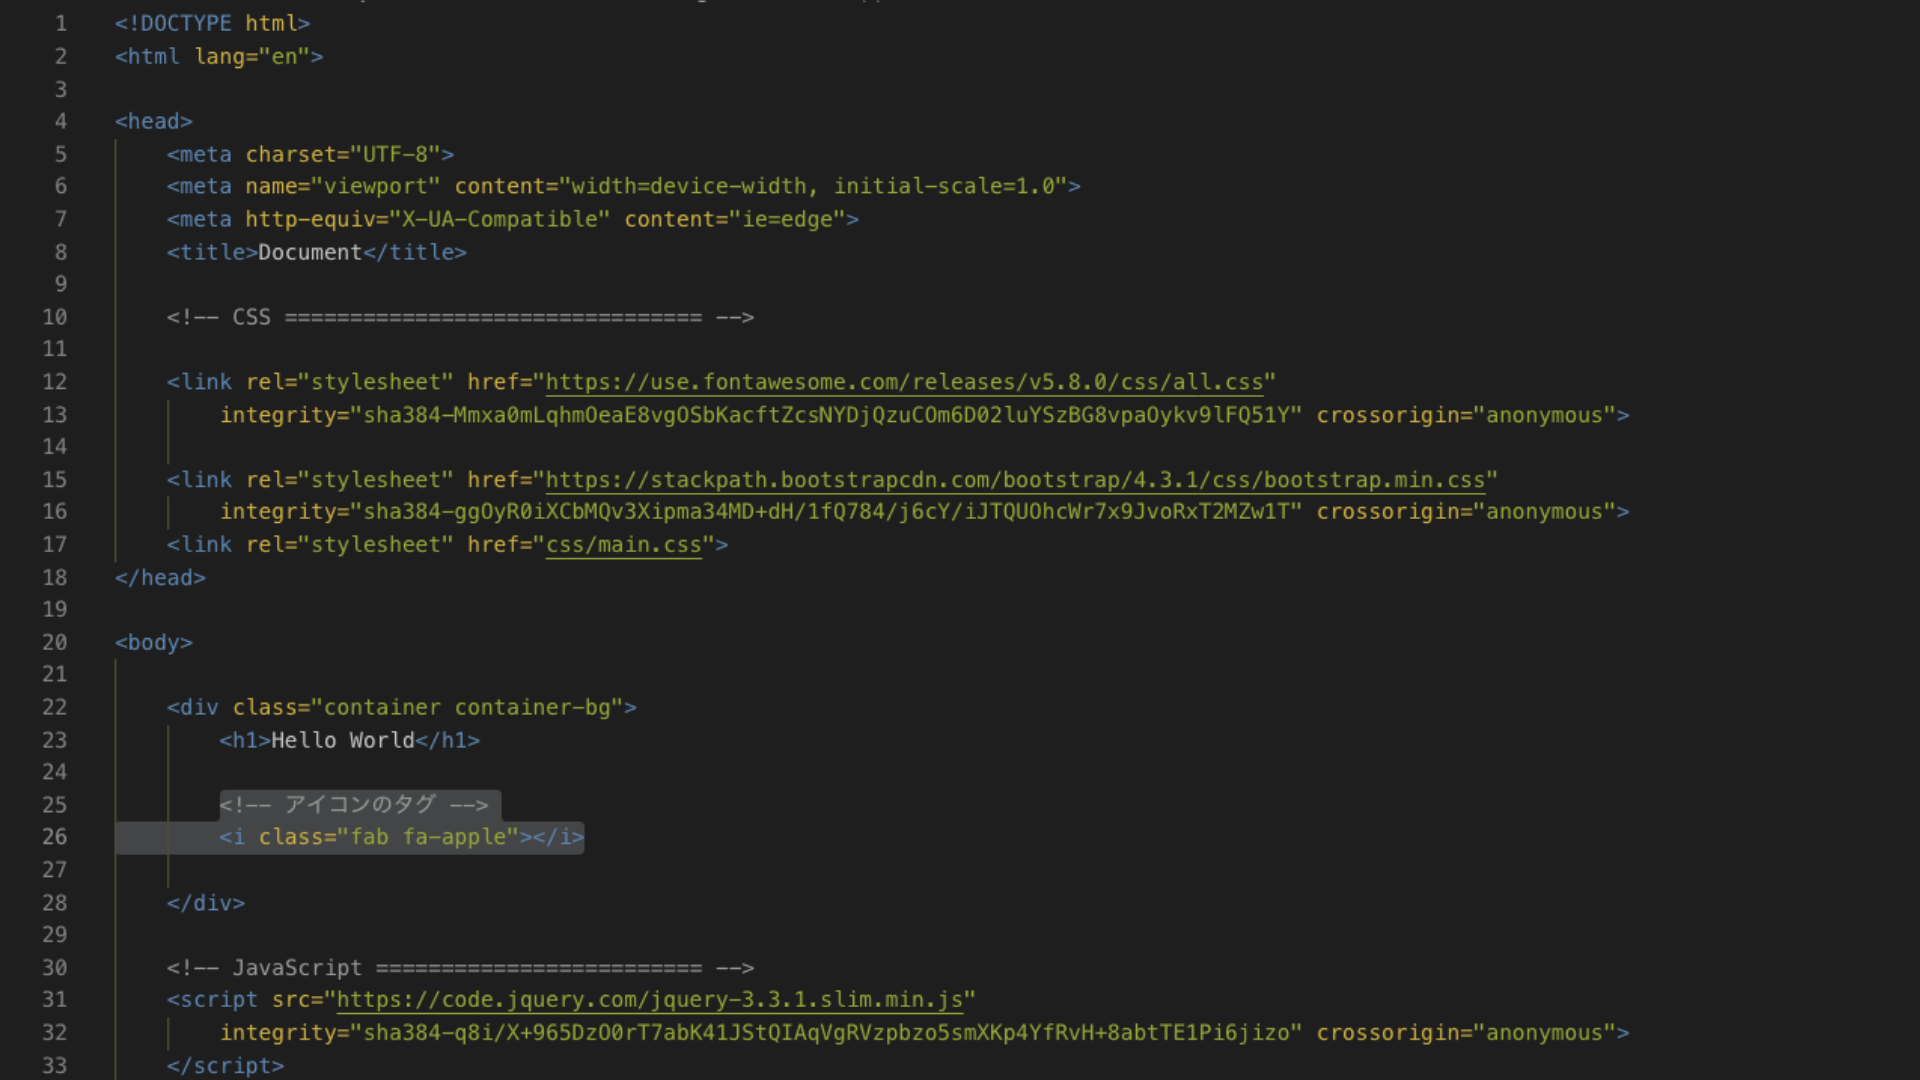 1 <!DOCTYPE html>
2 <html lang="en">
3
4 <head>
5 <meta charset="UTF-8">
6 <meta name="viewport" content="width=device-width, initial-scale=1.0">
7 <meta http-equiv="X-UA-Compatible" content="ie=edge">
8 <title>Document</title>
9
10 <!-- CSS ================================ -->
11
12 <link rel="stylesheet" href="https://use.fontawesome.com/releases/v5.8.0/css/all.css"
13 integrity="sha384-Mmxa0mLqhmOeaE8vgOSbKacftZcsNYDjQzuCOm6D02luYSzBG8vpaOykv9lFQ51Y" crossorigin="anonymous">
14
15 <link rel="stylesheet" href="https://stackpath.bootstrapcdn.com/bootstrap/4.3.1/css/bootstrap.min.css"
16 integrity="sha384-ggOyR0iXCbMQv3Xipma34MD+dH/1fQ784/j6cY/iJTQUOhcWr7x9JvoRxT2MZw1T" crossorigin="anonymous">
17 <link rel="stylesheet" href="css/main.css">
18 </head>
19
20 <body>
21
22 <div class="container container-bg">
23 <h1>Hello World</h1>
24
25 <!-- アイコンのタグ -->
26 <i class="fab fa-apple"></i>
27
28 </div>
29
30 <!-- JavaScript ========================= -->
31 <script src="https://code.jquery.com/jquery-3.3.1.slim.min.js"
32 integrity="sha384-q8i/X+965DzO0rT7abK41JStQIAqVgRVzpbzo5smXKp4YfRvH+8abtTE1Pi6jizo" crossorigin="anonymous">
33 </script>